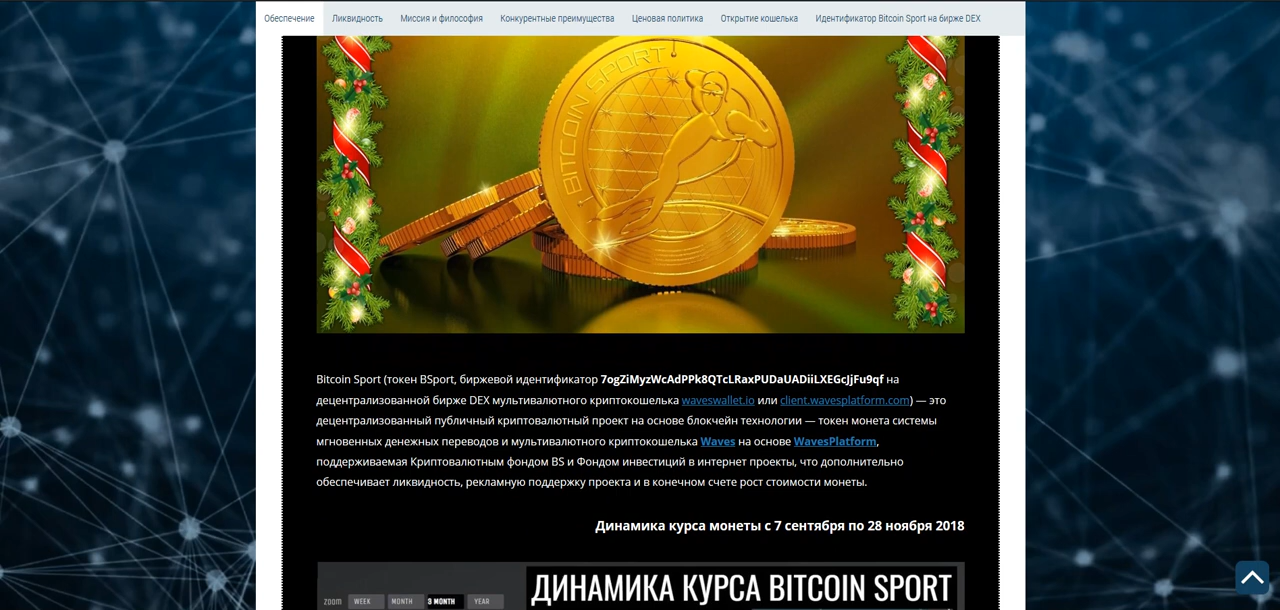 Обеспечение Ликвидность Миссия и философия Конкурентные преимущества Ценовая политика Открытие кошелька Идентификатор Bitcoin Sport на бирже DEX
BITCOIN SPORT
Bitcoin Sport (токен BSport, биржевой идентификатор 7ogZiMyzWcAdPPk8QTcLRaxPUDaUADiiLXEGcJjFu9qf на
децентрализованной бирже DEX мультивалютного криптокошелька waveswallet.io или client.wavesplatform.com) — это
децентрализованный публичный криптовалютный проект на основе блокчейн технологии — токен монета системы
мгновенных денежных переводов и мультивалютного криптокошелька Waves на основе WavesPlatform,
поддерживаемая Криптовалютным фондом BS и Фондом инвестиций в интернет проекты, что дополнительно
обеспечивает ликвидность, рекламную поддержку проекта и в конечном счете рост стоимости монеты.
Динамика курса монеты с 7 сентября по 28 ноября 2018
ДИНАМИКА КУРСА BITCOIN SPORT
zoom WEEK MONTH 3 MONTH YEAR